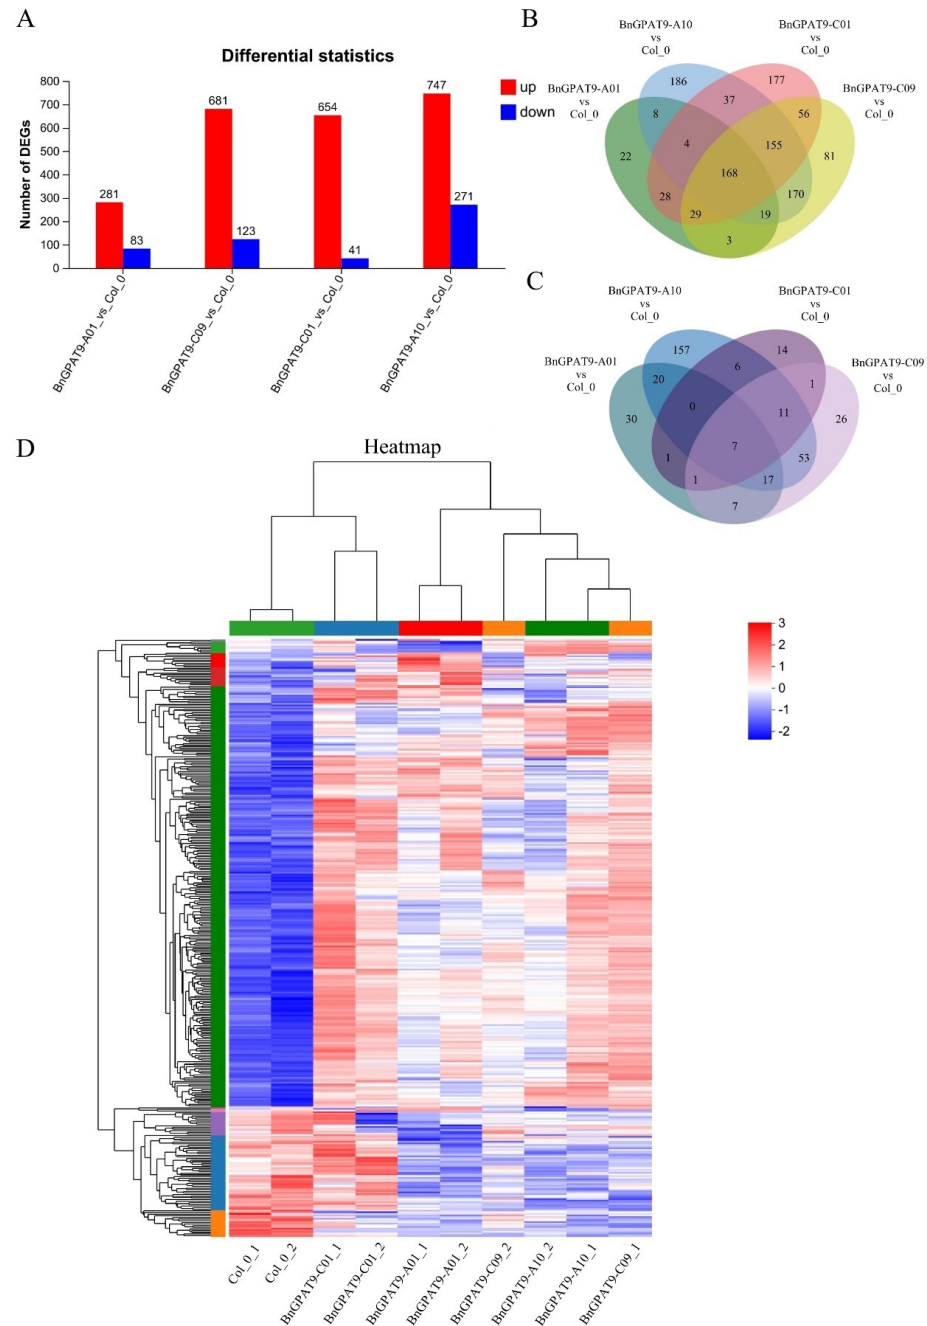 A
Differential statistics
Number of DEGs
800
700
600
500
400
300
200
100
0
281
83
681
123
654
41
747
271
up
down
BnGPAT9-A01_vs_Col_0
BnGPAT9-C09_vs_Col_0
BnGPAT9-C01_vs_Col_0
BnGPAT9-A10_vs_Col_0
B
BnGPAT9-A10
vs
Col_0
BnGPAT9-C01
vs
Col_0
BnGPAT9-A01
vs
Col_0
BnGPAT9-C09
vs
Col_0
186
177
8
37
56
22
4
155
81
168
28
170
29
19
3
C
BnGPAT9-A10
vs
Col_0
BnGPAT9-C01
vs
Col_0
BnGPAT9-A01
vs
Col_0
BnGPAT9-C09
vs
Col_0
157
14
20
6
1
30
0
11
26
7
1
53
1
17
7
D
Heatmap
3
2
1
0
-1
-2
Col_0_1
Col_0_2
BnGPAT9-C01_1
BnGPAT9-C01_2
BnGPAT9-A01_1
BnGPAT9-A01_2
BnGPAT9-C09_2
BnGPAT9-A10_2
BnGPAT9-A10_1
BnGPAT9-C09_1